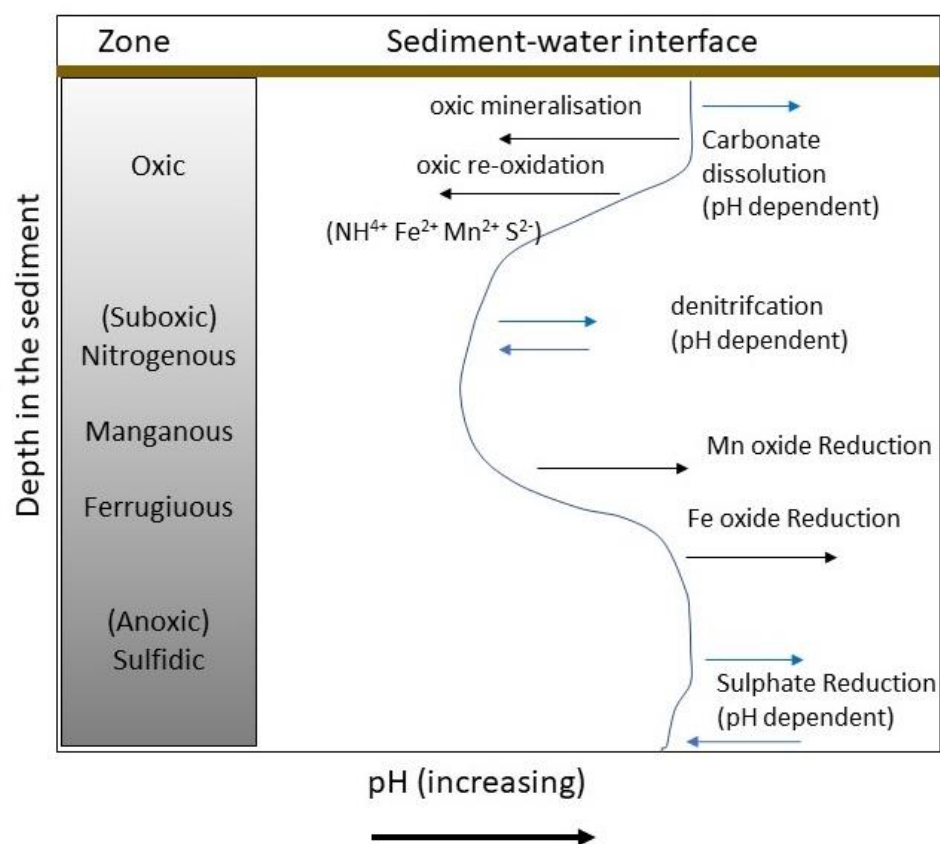 Zone
Sediment-water interface
Depth in the sediment
Oxic
(Suboxic)
Nitrogenous
Manganous
Ferrugiuous
(Anoxic)
Sulfidic
oxic mineralisation
oxic re-oxidation
(NH⁴⁺ Fe²⁺ Mn²⁺ S²⁻)
Carbonate
dissolution
(pH dependent)
denitrifcation
(pH dependent)
Mn oxide Reduction
Fe oxide Reduction
Sulphate Reduction
(pH dependent)
pH (increasing)